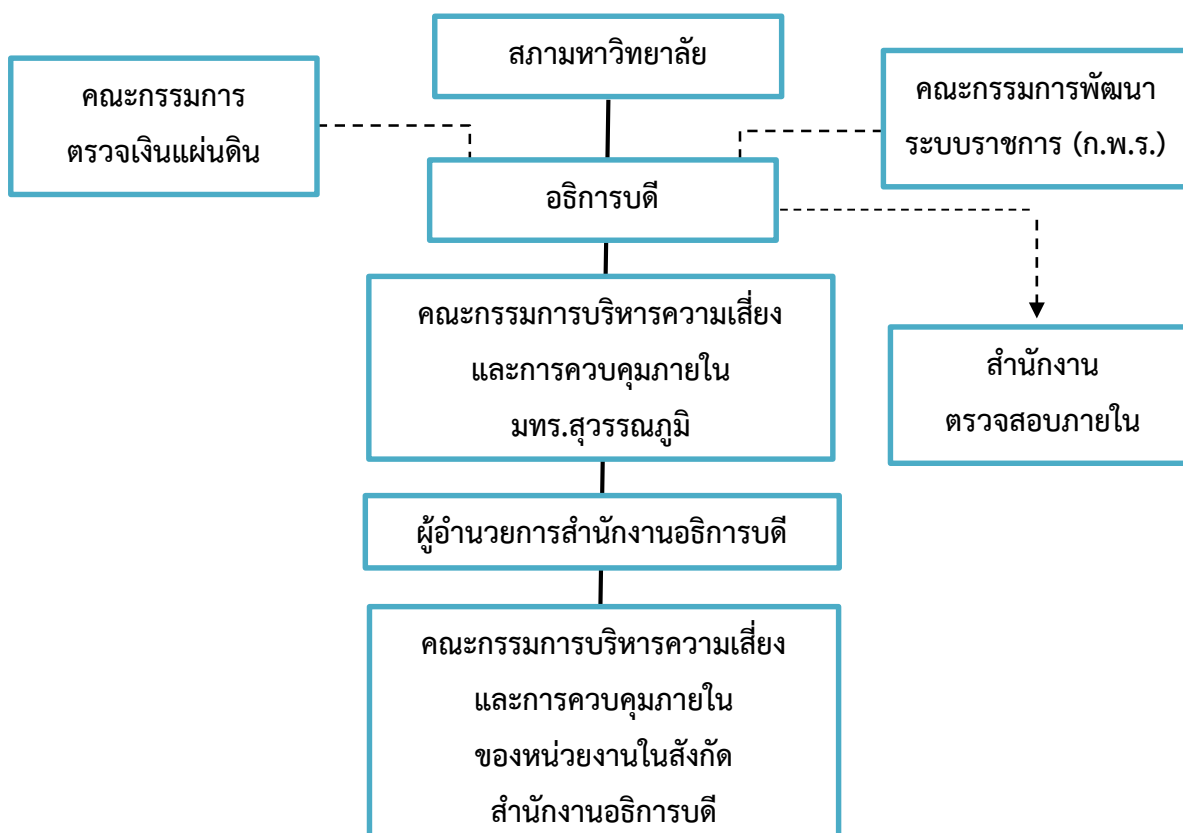 สภามหาวิทยาลัย
คณะกรรมการ
ตรวจเงินแผ่นดิน
คณะกรรมการพัฒนา
ระบบราชการ (ก.พ.ร.)
อธิการบดี
คณะกรรมการบริหารความเสี่ยง
และการควบคุมภายใน
มทร.สุวรรณภูมิ
สำนักงาน
ตรวจสอบภายใน
ผู้อำนวยการสำนักงานอธิการบดี
คณะกรรมการบริหารความเสี่ยง
และการควบคุมภายใน
ของหน่วยงานในสังกัด
สำนักงานอธิการบดี